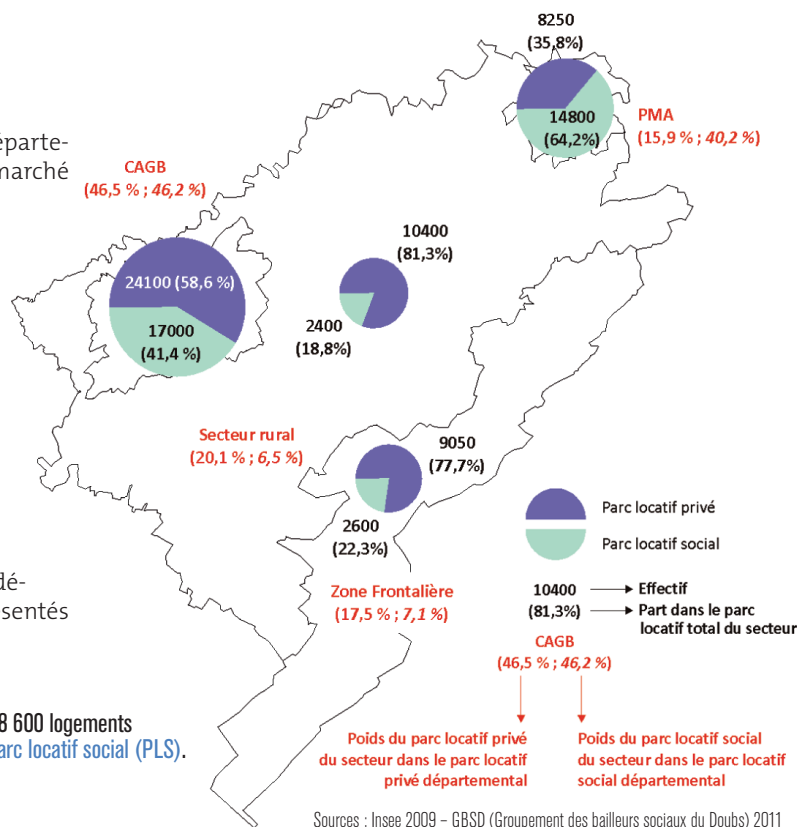 8250
(35,8%)
14800
(64,2%)
PMA
(15,9 % ; 40,2 %)
éparte-
marché
CAGB
(46,5 % ; 46,2 %)
10400
(81,3%)
24100 (58,6 %)
17000
(41,4 %)
2400
(18,8%)
Secteur rural
(20,1 % ; 6,5 %)
9050
(77,7%)
2600
(22,3%)
Parc locatif privé
Parc locatif social
dé-
ésentés
Zone Frontalière
(17,5 % ; 7,1 %)
10400 Effectif
(81,3%) Part dans le parc
locatif total du secteur
CAGB
(46,5 % ; 46,2 %)
8 600 logements
arc locatif social (PLS).
Poids du parc locatif privé
du secteur dans le parc locatif
privé départemental
Poids du parc locatif social
du secteur dans le parc locatif
social départemental
Sources : Insee 2009 – GBSD (Groupement des bailleurs sociaux du Doubs) 2011